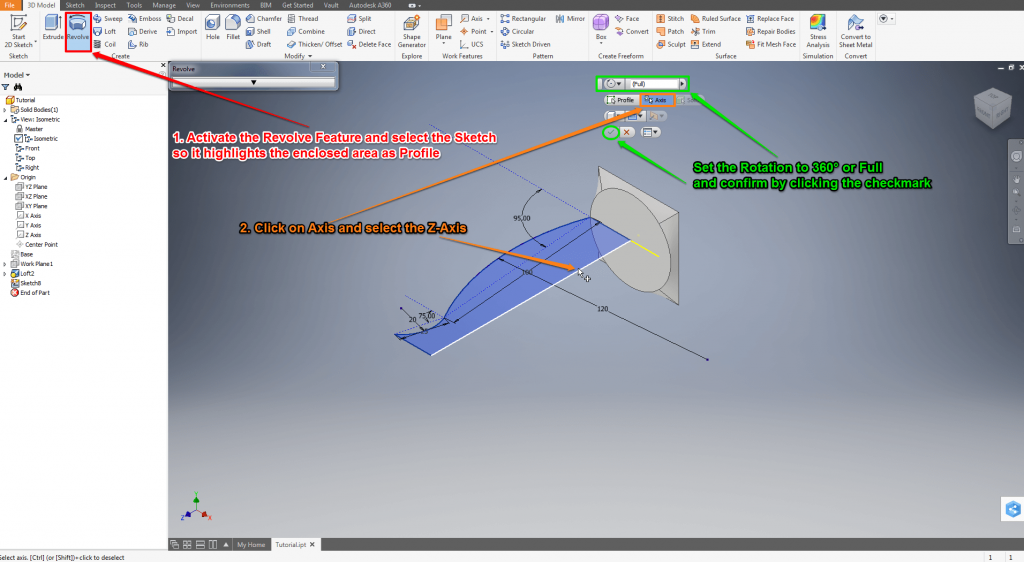 File 3D Model Sketch Inspect Tools Manage View Environments BIM Get Started Vault Autodesk A360
Start
2D Sketch
Extrude
Revolve
Sweep Emboss Decal
Loft Derive Import
Coil Rib
Hole
Fillet
Chamfer Thread Split
Shell Combine Direct
Draft Thicken/ Offset Delete Face
Shape
Generator
Plane
Axis
Point
UCS
Rectangular Mirror
Circular
Sketch Driven
Box
Face
Convert
Stitch Ruled Surface Replace Face
Patch Trim Repair Bodies
Sculpt Extend Fit Mesh Face
Stress
Analysis
Convert to
Sheet Metal
Sketch Create Modify Explore Work Features Pattern Create Freeform Surface Simulation Convert
Model
Tutorial
Solid Bodies(1)
View: Isometric
Master
Isometric
Front
Top
Right
Origin
YZ Plane
XZ Plane
XY Plane
X Axis
Y Axis
Z Axis
Center Point
Base
Work Plane1
Loft2
Sketch8
End of Part
Revolve
(Full)
Profile Axis
1. Activate the Revolve Feature and select the Sketch
so it highlights the enclosed area as Profile
Set the Rotation to 360° or Full
and confirm by clicking the checkmark
2. Click on Axis and select the Z-Axis
95,00
100
120
75,00
20
Z
X
My Home Tutorial.ipt
Select axis. [Ctrl] (or [Shift])+click to deselect
1 1